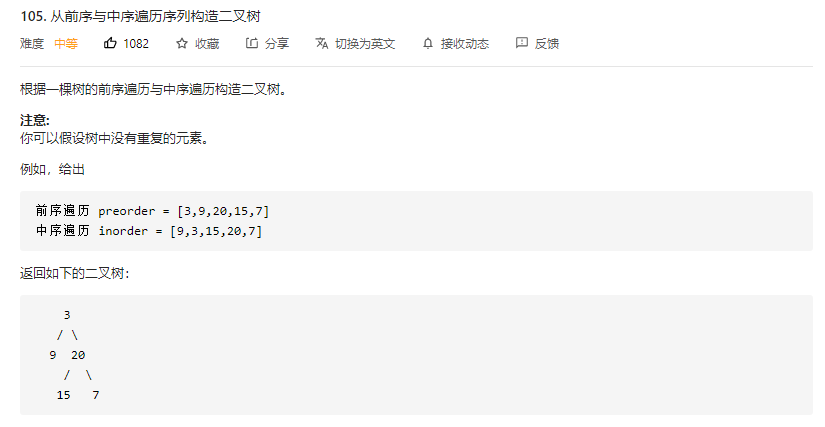 105. 从前序与中序遍历序列构造二叉树
难度 中等 1082 收藏 分享 切换为英文 接收动态 反馈
根据一棵树的前序遍历与中序遍历构造二叉树。
注意:
你可以假设树中没有重复的元素。
例如，给出
前序遍历 preorder = [3,9,20,15,7]
中序遍历 inorder = [9,3,15,20,7]
返回如下的二叉树：
3
/ \
9 20
/ \
15 7